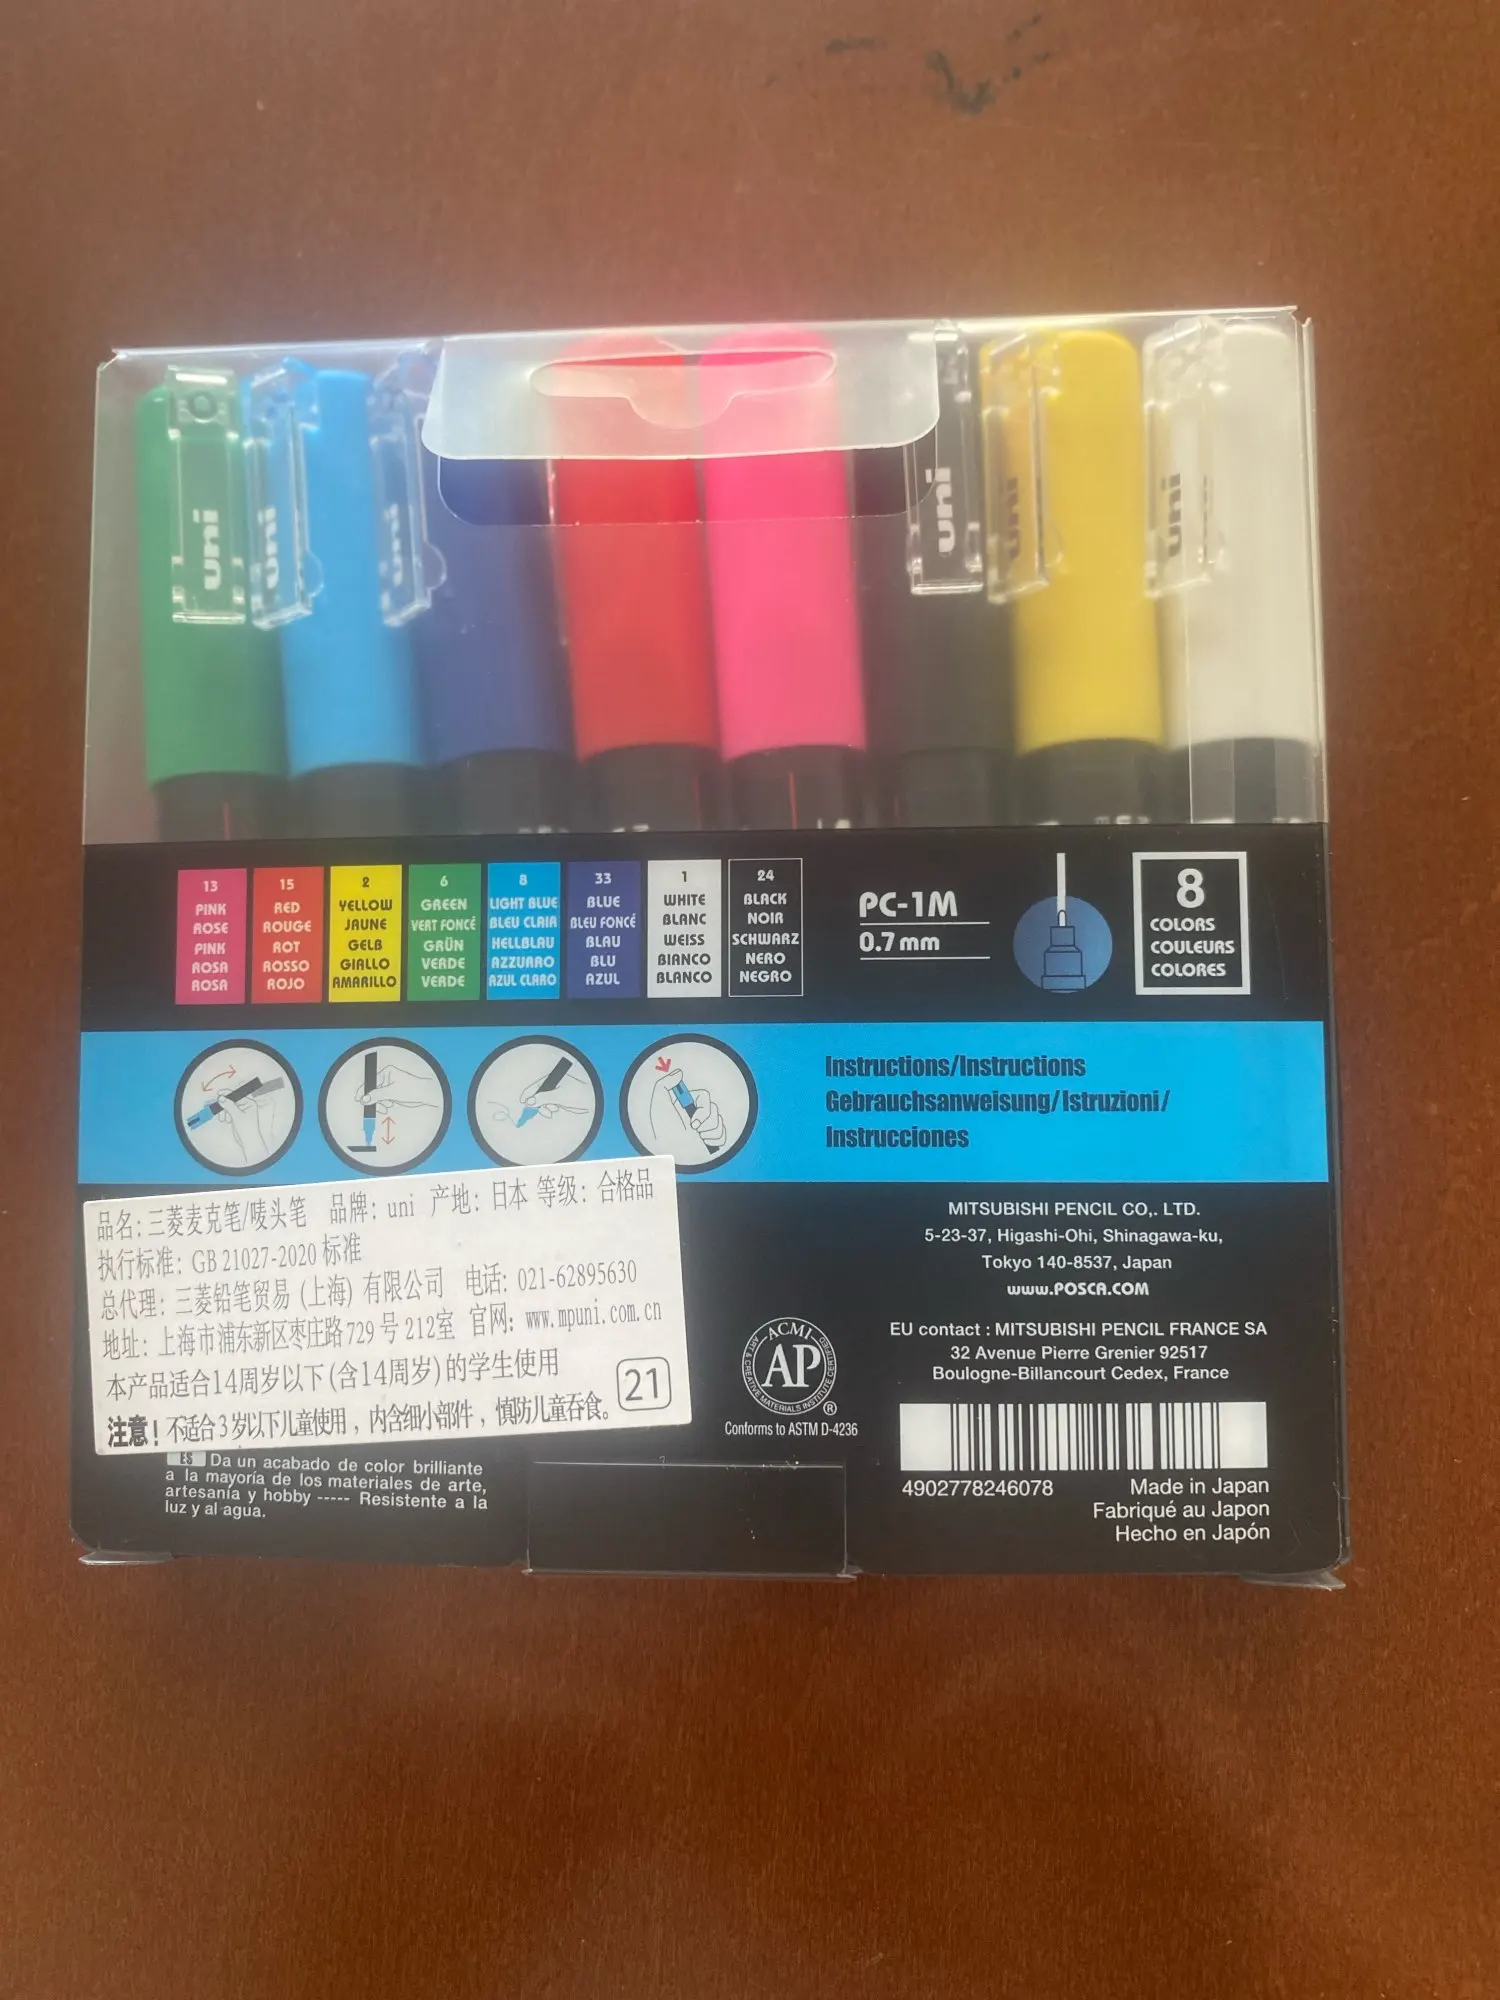 uni
uni
uni
uni
uni
uni
13
PINK
ROSE
PINK
ROSA
ROSA
15
RED
ROUGE
ROT
ROSSO
ROJO
2
YELLOW
JAUNE
GELB
GIALLO
AMARILLO
6
GREEN
VERT FONCÉ
GRÜN
VERDE
VERDE
8
LIGHT BLUE
BLEU CLAIR
HELLBLAU
AZZURRO
AZUL CLARO
33
BLUE
BLEU FONCÉ
BLAU
BLU
AZUL
1
WHITE
BLANC
WEISS
BIANCO
BLANCO
24
BLACK
NOIR
SCHWARZ
NERO
NEGRO
PC-1M
0.7 mm
8
COLORS
COULEURS
COLORES
Instructions/Instructions
Gebrauchsanweisung/Istruzioni/
Instrucciones
品名: 三菱麦克笔/唛头笔 品牌: uni 产地: 日本 等级: 合格品
执行标准: GB 21027-2020 标准
总代理: 三菱铅笔贸易 (上海) 有限公司 电话: 021-62895630
地址: 上海市浦东新区枣庄路729号212室 官网: www.mpuni.com.cn
本产品适合14周岁以下(含14周岁)的学生使用
注意! 不适合3岁以下儿童使用，内含细小部件，慎防儿童吞食。
21
ES Da un acabado de color brilliante
a la mayoría de los materiales de arte,
artesanía y hobby ----- Resistente a la
luz y al agua.
ACMI
AP
ART & CREATIVE MATERIALS INSTITUTE CERTIFIED
®
Conforms to ASTM D-4236
MITSUBISHI PENCIL CO,. LTD.
5-23-37, Higashi-Ohi, Shinagawa-ku,
Tokyo 140-8537, Japan
www.POSCA.COM
EU contact : MITSUBISHI PENCIL FRANCE SA
32 Avenue Pierre Grenier 92517
Boulogne-Billancourt Cedex, France
4902778246078
Made in Japan
Fabriqué au Japon
Hecho en Japón